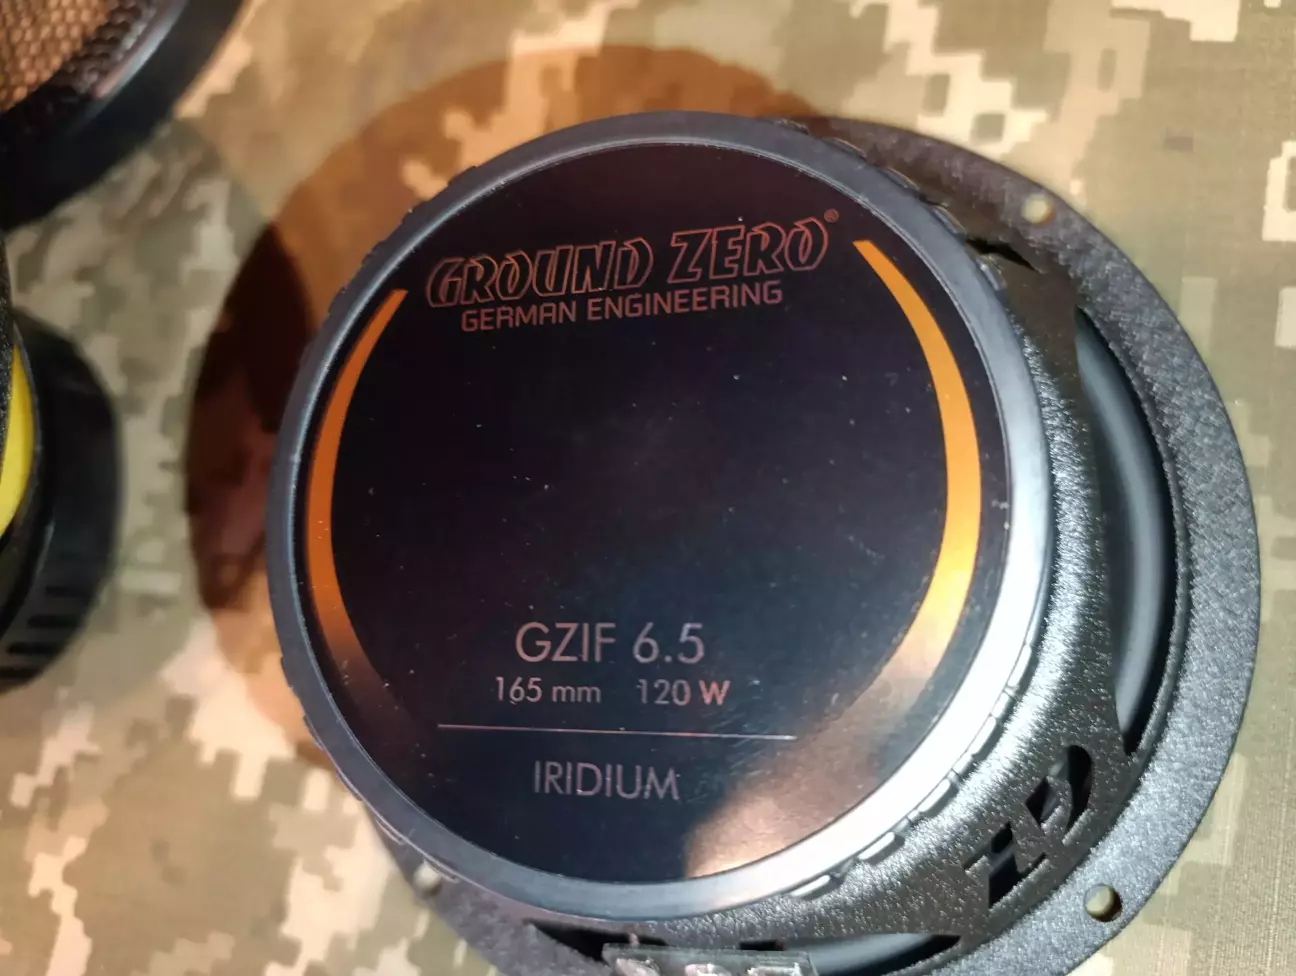 GROUND ZERO®
GERMAN ENGINEERING
GZIF 6.5
165 mm 120 W
IRIDIUM